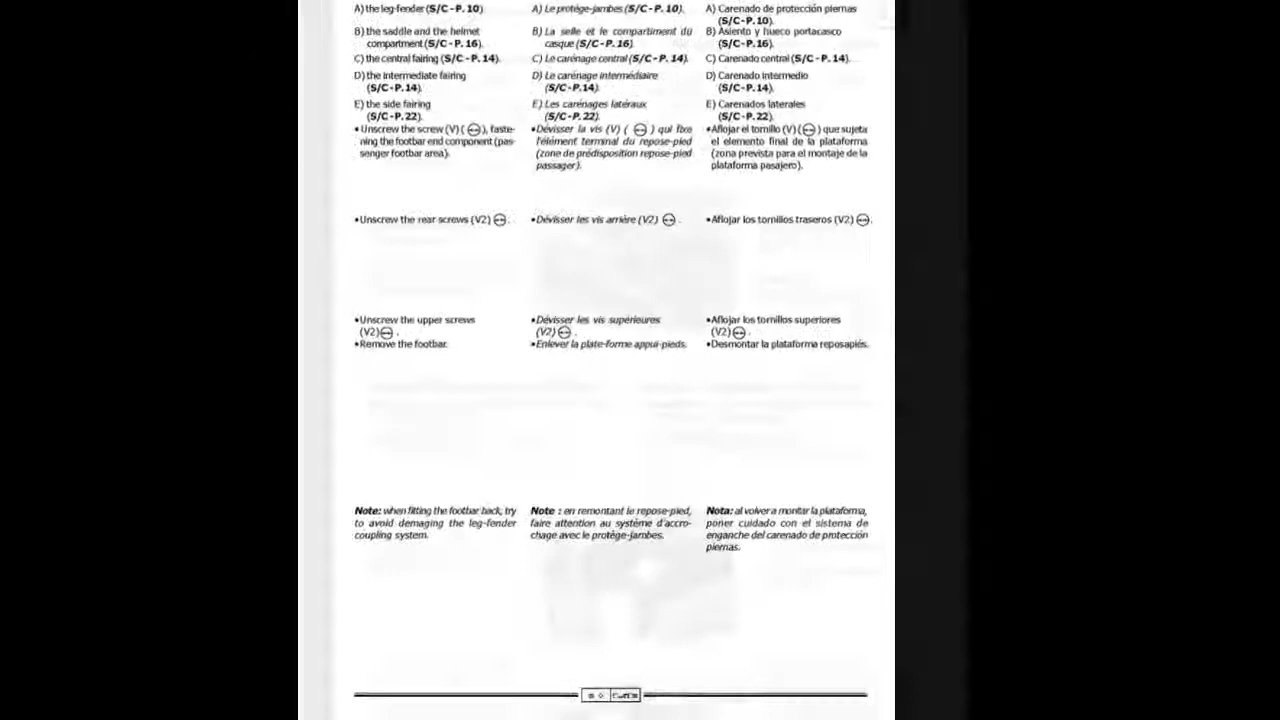 A) the leg-fender (S/C - P. 10)
B) the saddle and the helmet
compartment (S/C - P. 16).
C) the central fairing (S/C - P. 14).
D) the intermediate fairing
(S/C - P. 14).
E) the side fairing
(S/C - P. 22).
• Unscrew the screw (V) ( ), faste-
ning the footbar end component (pas-
senger footbar area).
• Unscrew the rear screws (V2) .
• Unscrew the upper screws
(V2) .
• Remove the footbar.
Note: when fitting the footbar back, try
to avoid demaging the leg-fender
coupling system.
A) Le protége-jambes (S/C - P. 10).
B) La selle et le compartiment du
casque (S/C - P. 16).
C) Le carénage central (S/C - P. 14).
D) Le carénage intermédiaire
(S/C - P. 14).
E) Les carénages latéraux
(S/C - P. 22).
• Dévisser la vis (V) ( ) qui fixe
l'élément terminal du repose-pied
(zone de prédisposition repose-pied
passager).
• Dévisser les vis arrière (V2) .
• Dévisser les vis supérieures
(V2) .
• Enlever la plate-forme appui-pieds.
Note : en remontant le repose-pied,
faire attention au système d'accro-
chage avec le protège-jambes.
A) Carenado de protección piernas
(S/C - P. 10).
B) Asiento y hueco portacasco
(S/C - P. 16).
C) Carenado central (S/C - P. 14).
D) Carenado intermedio
(S/C - P. 14).
E) Carenados laterales
(S/C - P. 22).
• Aflojar el tornillo (V) ( ) que sujeta
el elemento final de la plataforma
(zona prevista para el montaje de la
plataforma pasajero).
• Aflojar los tornillos traseros (V2) .
• Aflojar los tornillos superiores
(V2) .
• Desmontar la plataforma reposapiés.
Nota: al volver a montar la plataforma,
poner cuidado con el sistema de
enganche del carenado de protección
piernas.